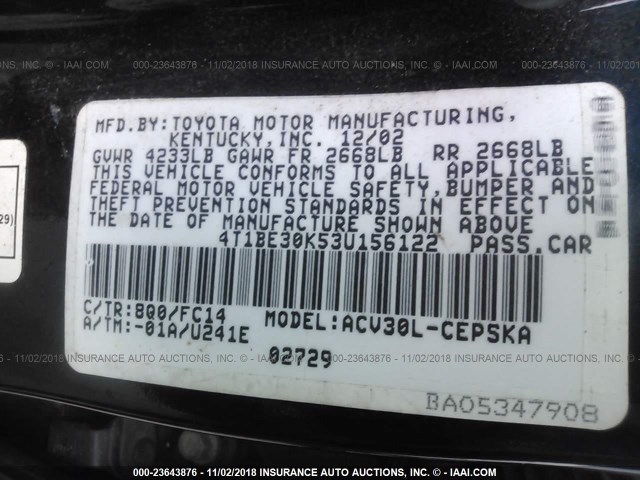 000-23643876 - 11/02/2018 INSURANCE AUTO AUCTIONS, INC. - IAAI.COM
MFD.BY:TOYOTA MOTOR MANUFACTURING,
KENTUCKY,INC. 12/02
GVWR 4233LB GAWR FR 2668LB RR 2668LB
THIS VEHICLE CONFORMS TO ALL APPLICABLE
FEDERAL MOTOR VEHICLE SAFETY,BUMPER AND
THEFT PREVENTION STANDARDS IN EFFECT ON
THE DATE OF MANUFACTURE SHOWN ABOVE
4T1BE30K53U156122 PASS.CAR
C/TR:8Q0/FC14 MODEL:ACV30L-CEPSKA
A/TM:-01A/U241E
02729
BA05347908
29)
000-23643876 - 11/02/2018 INSURANCE AUTO AUCTIONS, INC. - IAAI.COM